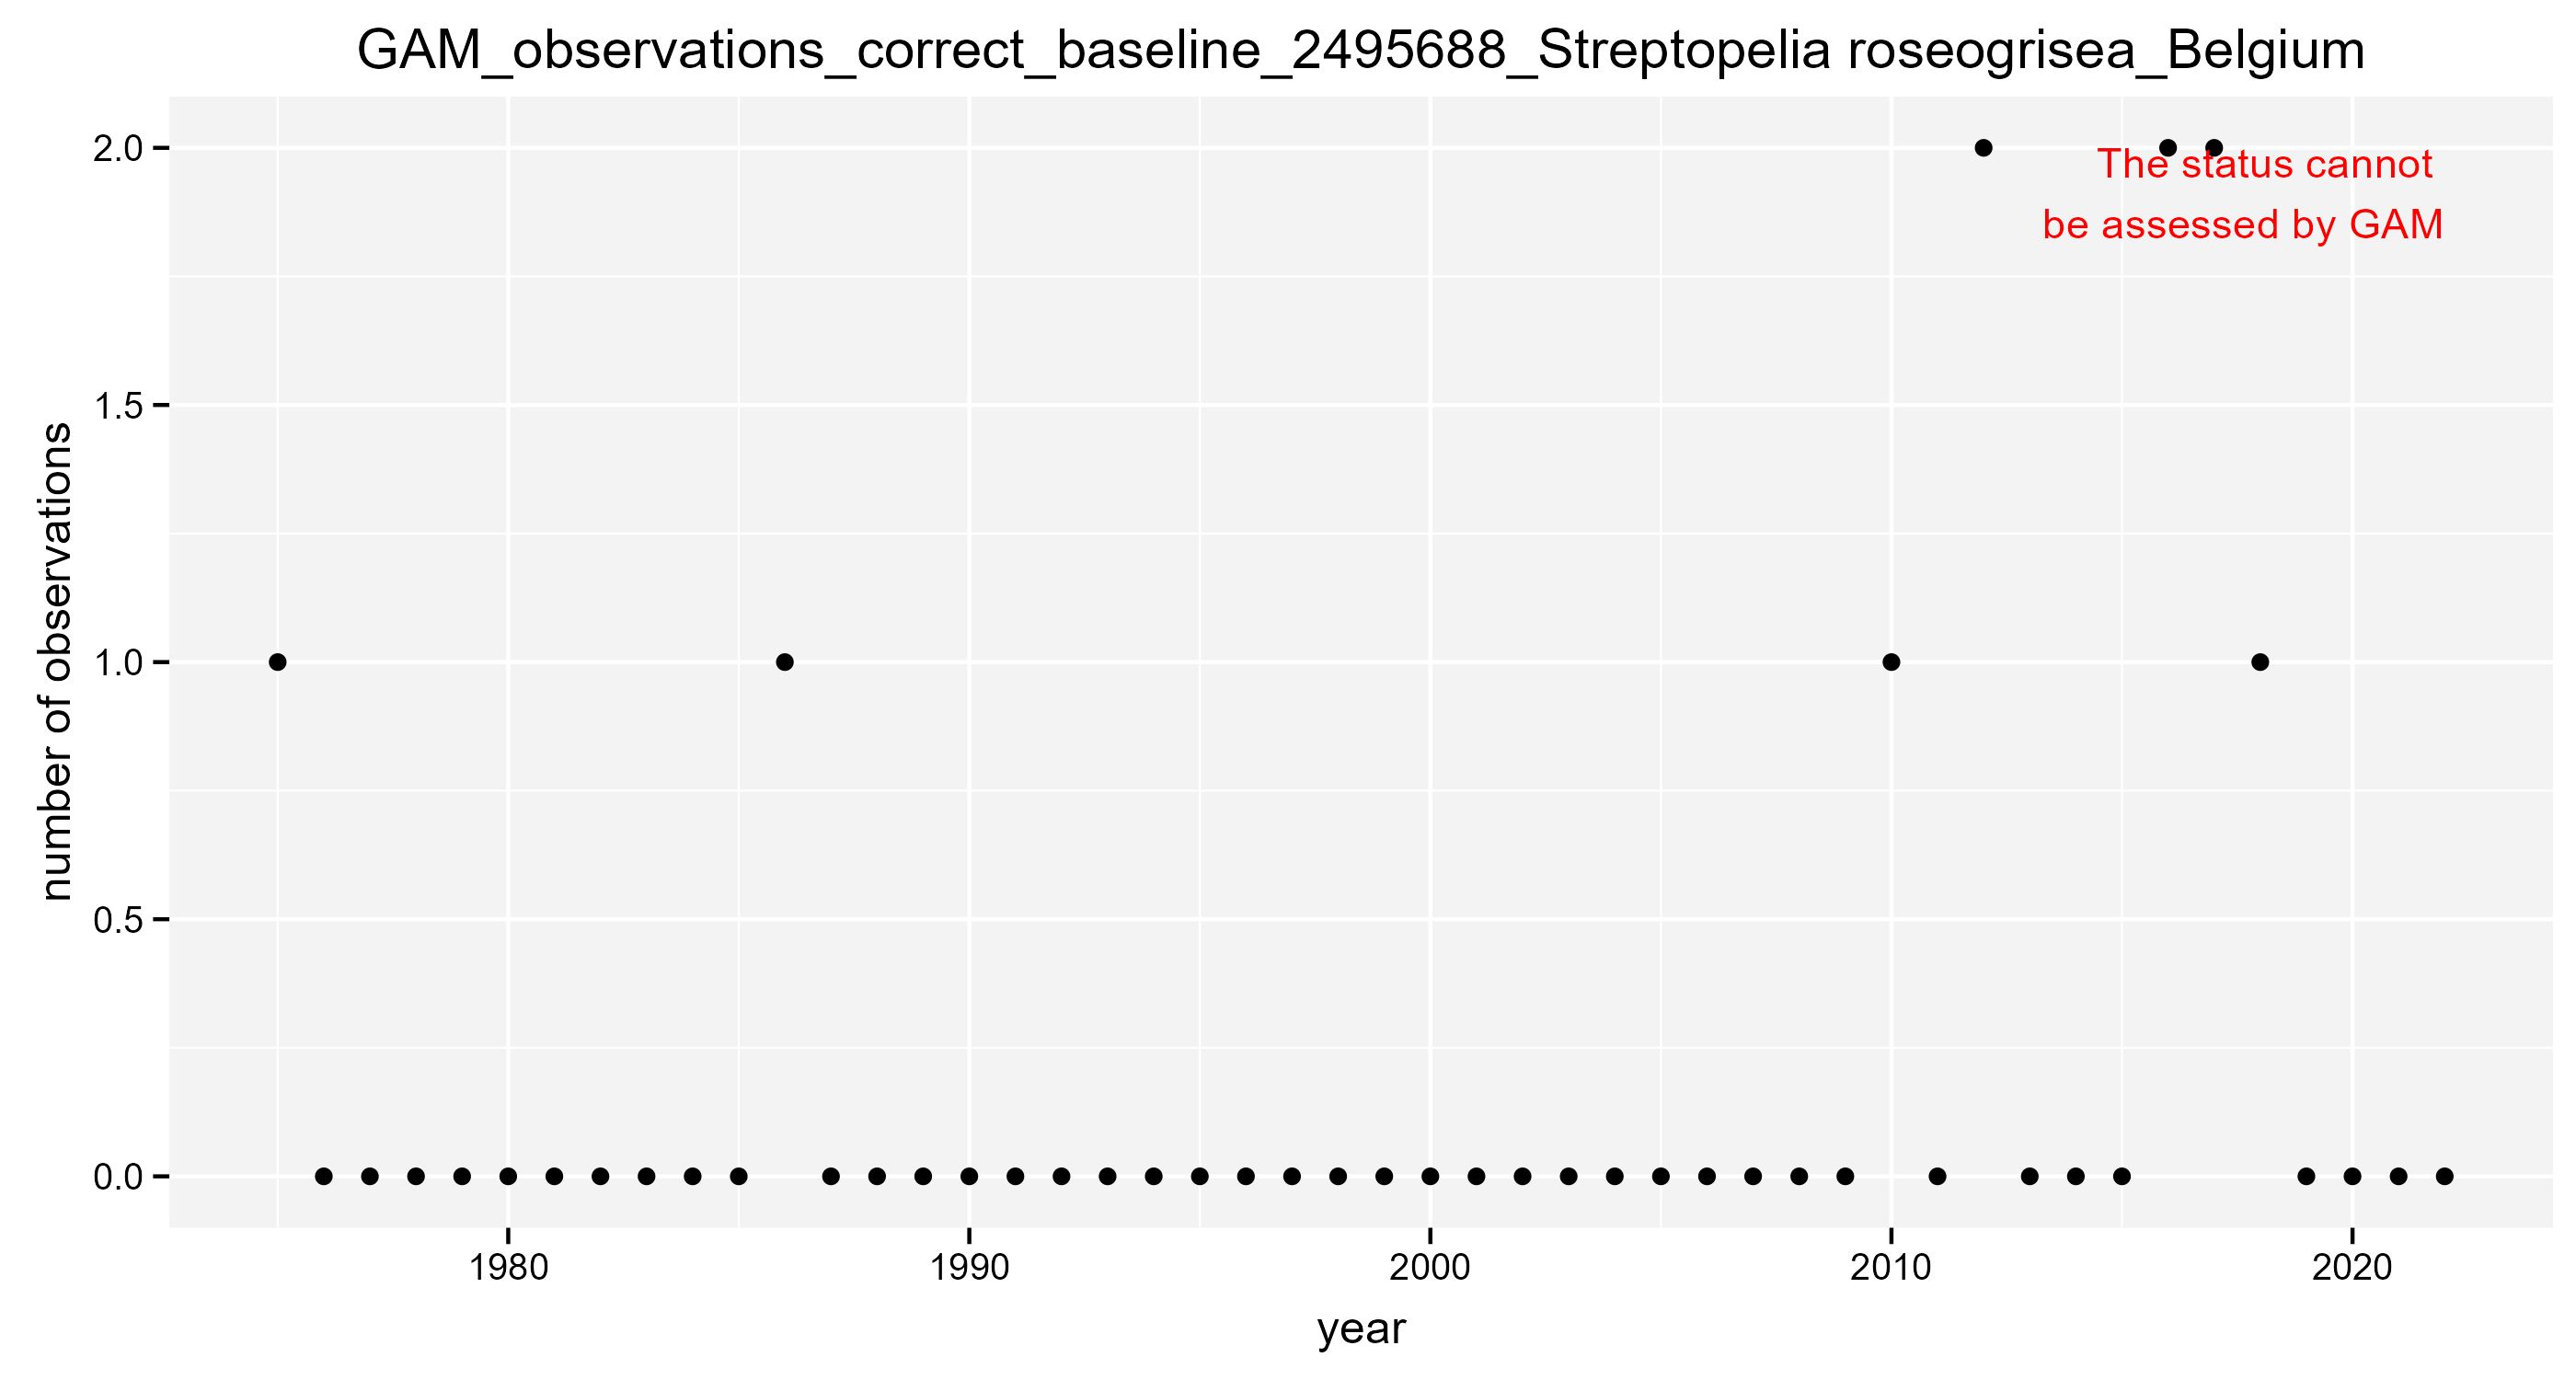 GAM_observations_correct_baseline_2495688_Streptopelia roseogrisea_Belgium
2.0
The status cannot
be assessed by GAM
1.5
1.0
0.5
0.0
number of observations
1980 1990 2000 2010 2020
year